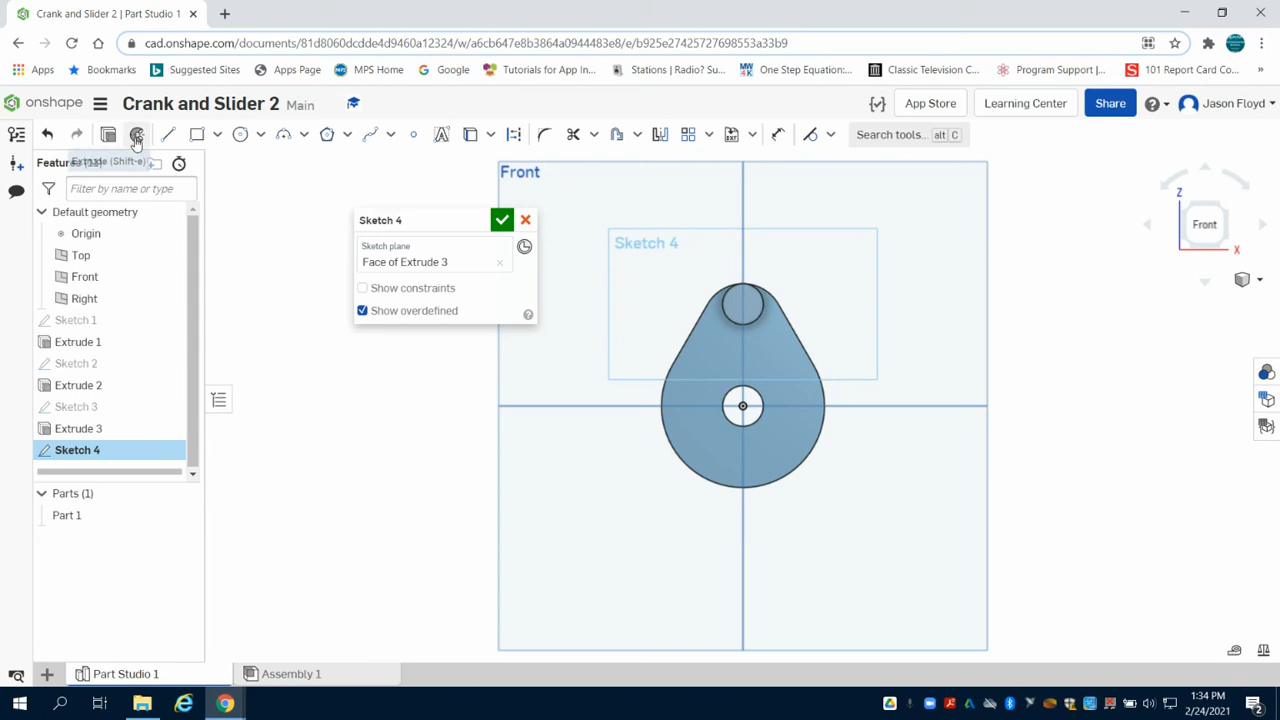 Crank and Slider 2 | Part Studio 1
cad.onshape.com/documents/81d8060dcdde4d9460a12324/w/a6cb647e8b3864a0944483e8/e/b925e27425727698553a33b9
Apps Bookmarks Suggested Sites Apps Page MPS Home Google Tutorials for App In... Stations | Radio? Su... One Step Equation:... Classic Television C... Program Support |... 101 Report Card Co... »
onshape Crank and Slider 2 Main App Store Learning Center Share Jason Floyd
Search tools... alt C
Extrude (Shift-e)
Filter by name or type
Default geometry
Origin
Top
Front
Right
Sketch 1
Extrude 1
Sketch 2
Extrude 2
Sketch 3
Extrude 3
Sketch 4
Parts (1)
Part 1
Sketch 4
Sketch plane
Face of Extrude 3
Show constraints
Show overdefined
Front
Sketch 4
Z
Front
X
Part Studio 1 Assembly 1
1:34 PM
2/24/2021
2